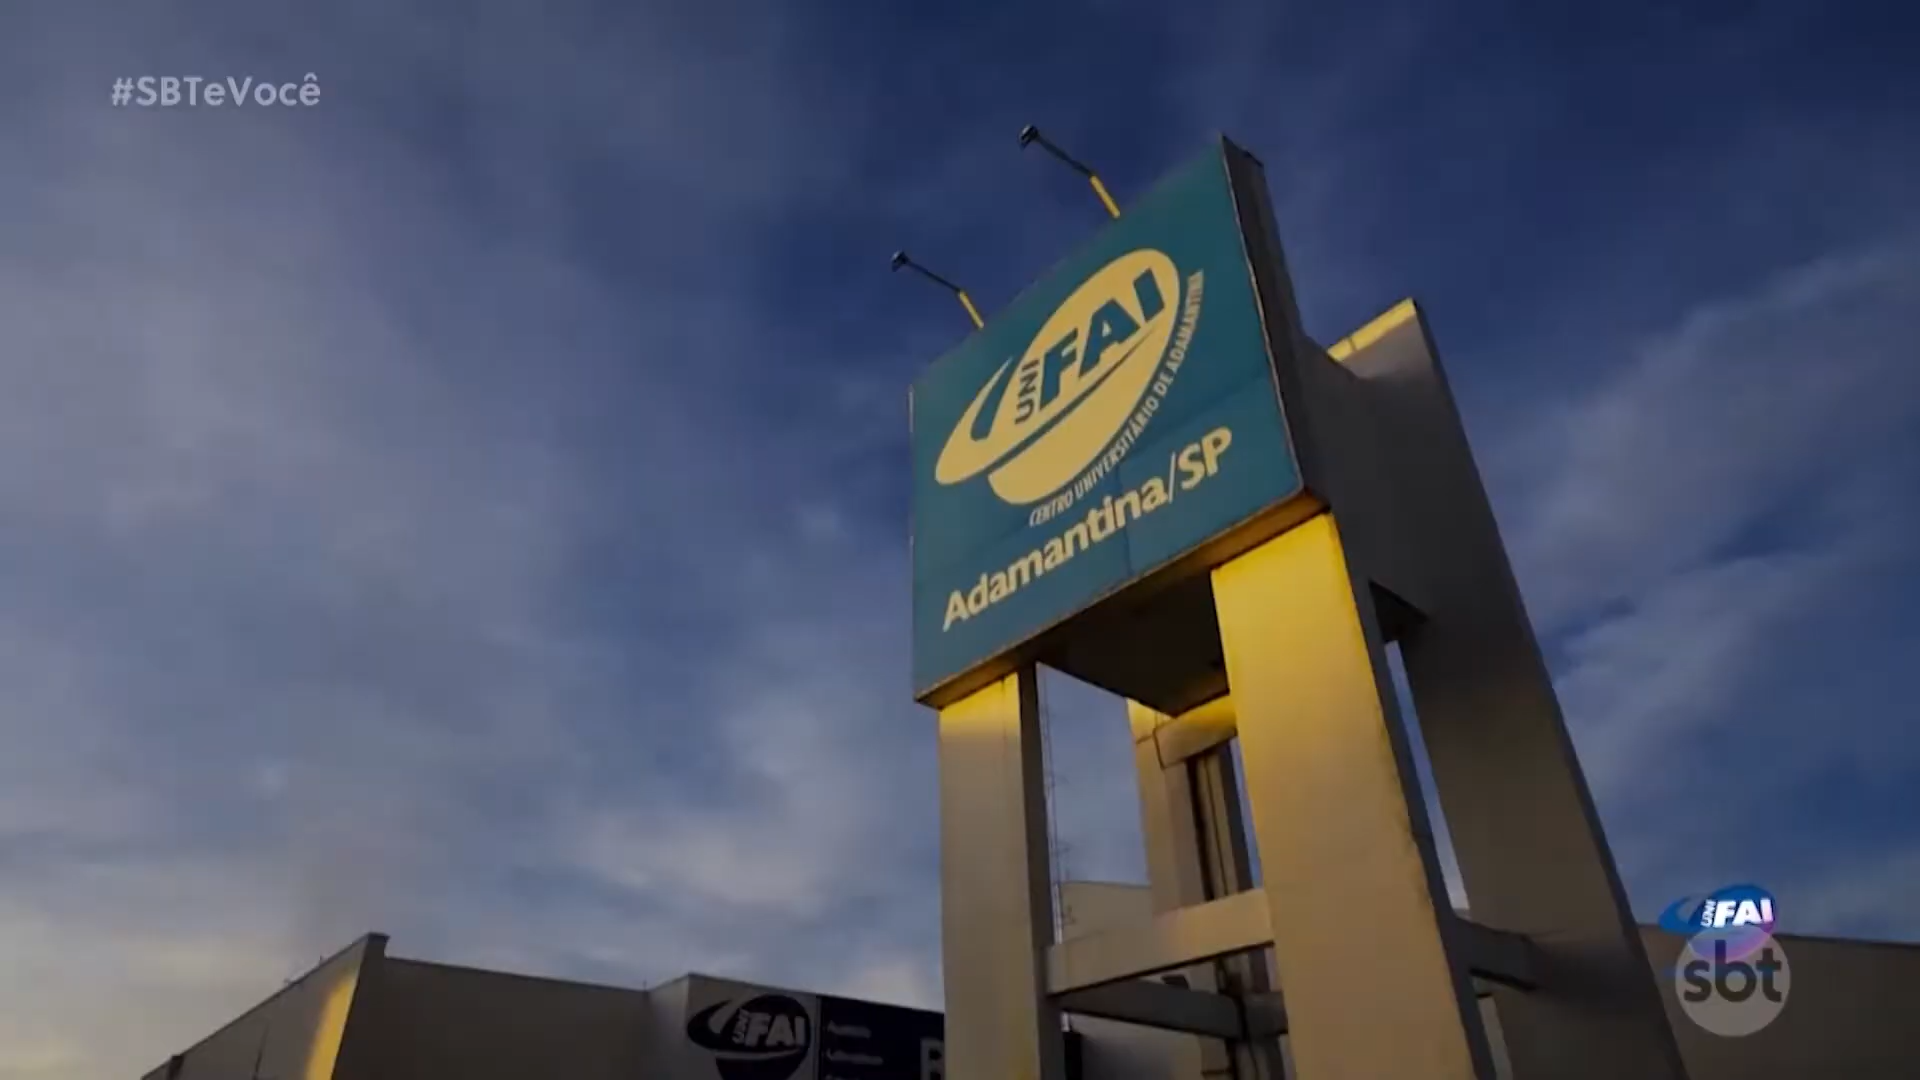 #SBTeVocê
UNI
FAI
CENTRO UNIVERSITÁRIO DE ADAMANTINA
Adamantina/SP
UNI
FAI
sbt
UNI
FAI